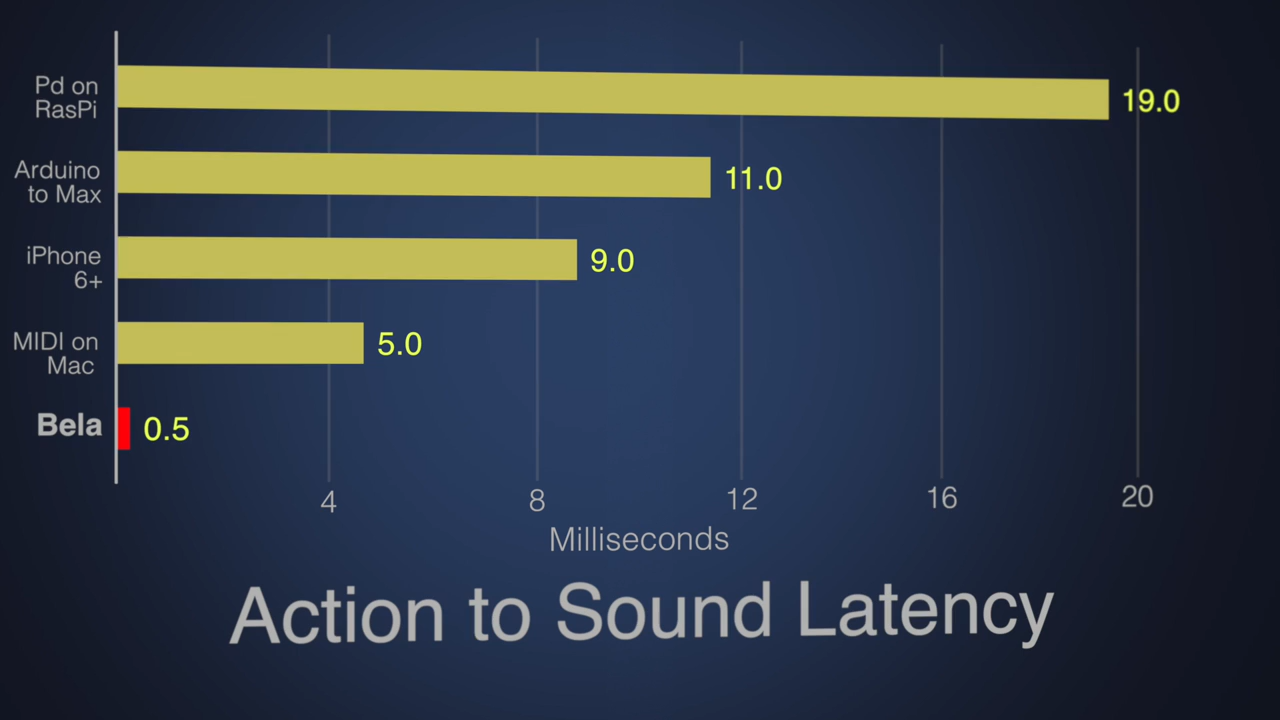 Pd on
RasPi
19.0
Arduino
to Max
11.0
iPhone
6+
9.0
MIDI on
Mac
5.0
Bela
0.5
4 8 12 16 20
Milliseconds
Action to Sound Latency